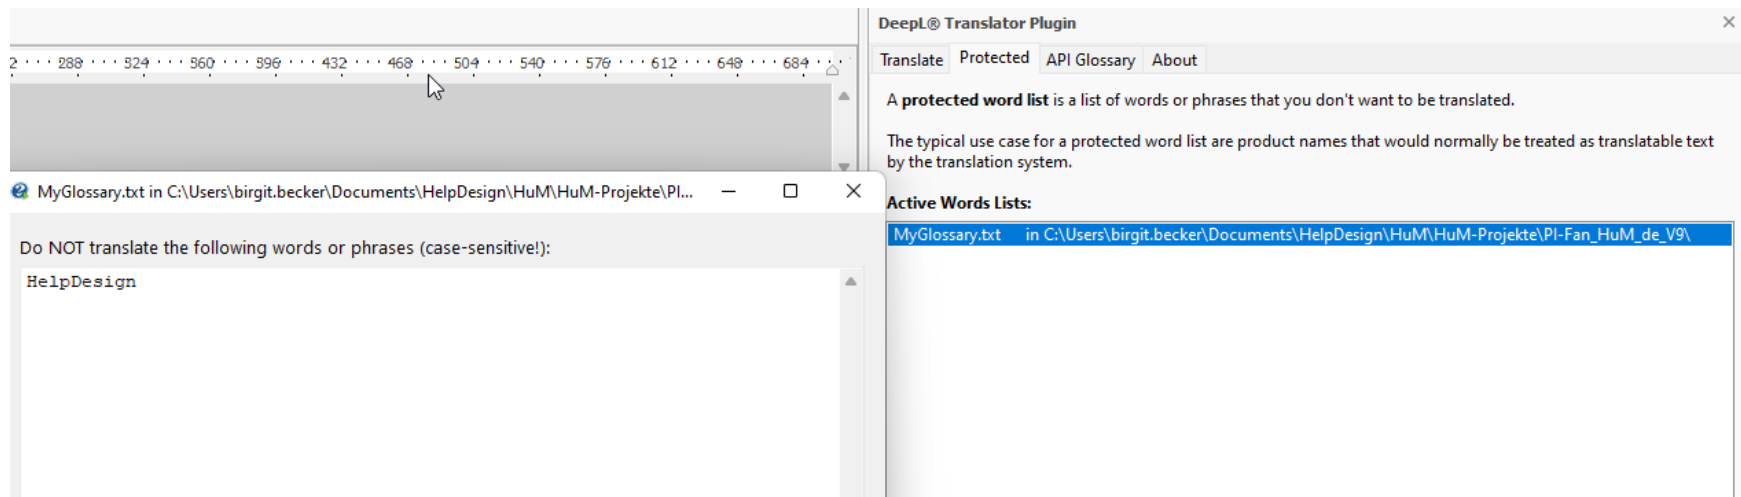 DeepL® Translator Plugin
2 · · · 288 · · · 324 · · · 360 · · · 396 · · · 432 · · · 468 · · · 504 · · · 540 · · · 576 · · · 612 · · · 648 · · · 684 · ·
Translate Protected API Glossary About
A protected word list is a list of words or phrases that you don't want to be translated.
The typical use case for a protected word list are product names that would normally be treated as translatable text
by the translation system.
Active Words Lists:
MyGlossary.txt in C:\Users\birgit.becker\Documents\HelpDesign\HuM\HuM-Projekte\PI-Fan_HuM_de_V9\
MyGlossary.txt in C:\Users\birgit.becker\Documents\HelpDesign\HuM\HuM-Projekte\PI...
Do NOT translate the following words or phrases (case-sensitive!):
HelpDesign